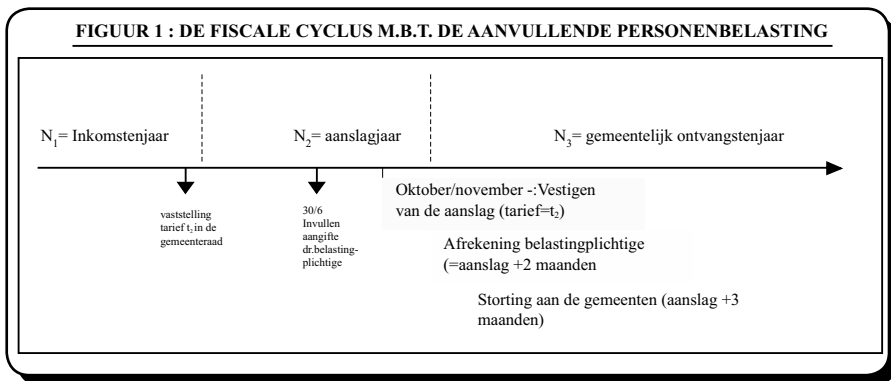 FIGUUR 1 : DE FISCALE CYCLUS M.B.T. DE AANVULLENDE PERSONENBELASTING
N₁= Inkomstenjaar
N₂= aanslagjaar
N₃= gemeentelijk ontvangstenjaar
vaststelling
tarief t₂ in de
gemeenteraad
30/6
Invullen
aangifte
dr.belasting-
plichtige
Oktober/november -:Vestigen
van de aanslag (tarief=t₂)
Afrekening belastingplichtige
(=aanslag +2 maanden
Storting aan de gemeenten (aanslag +3
maanden)